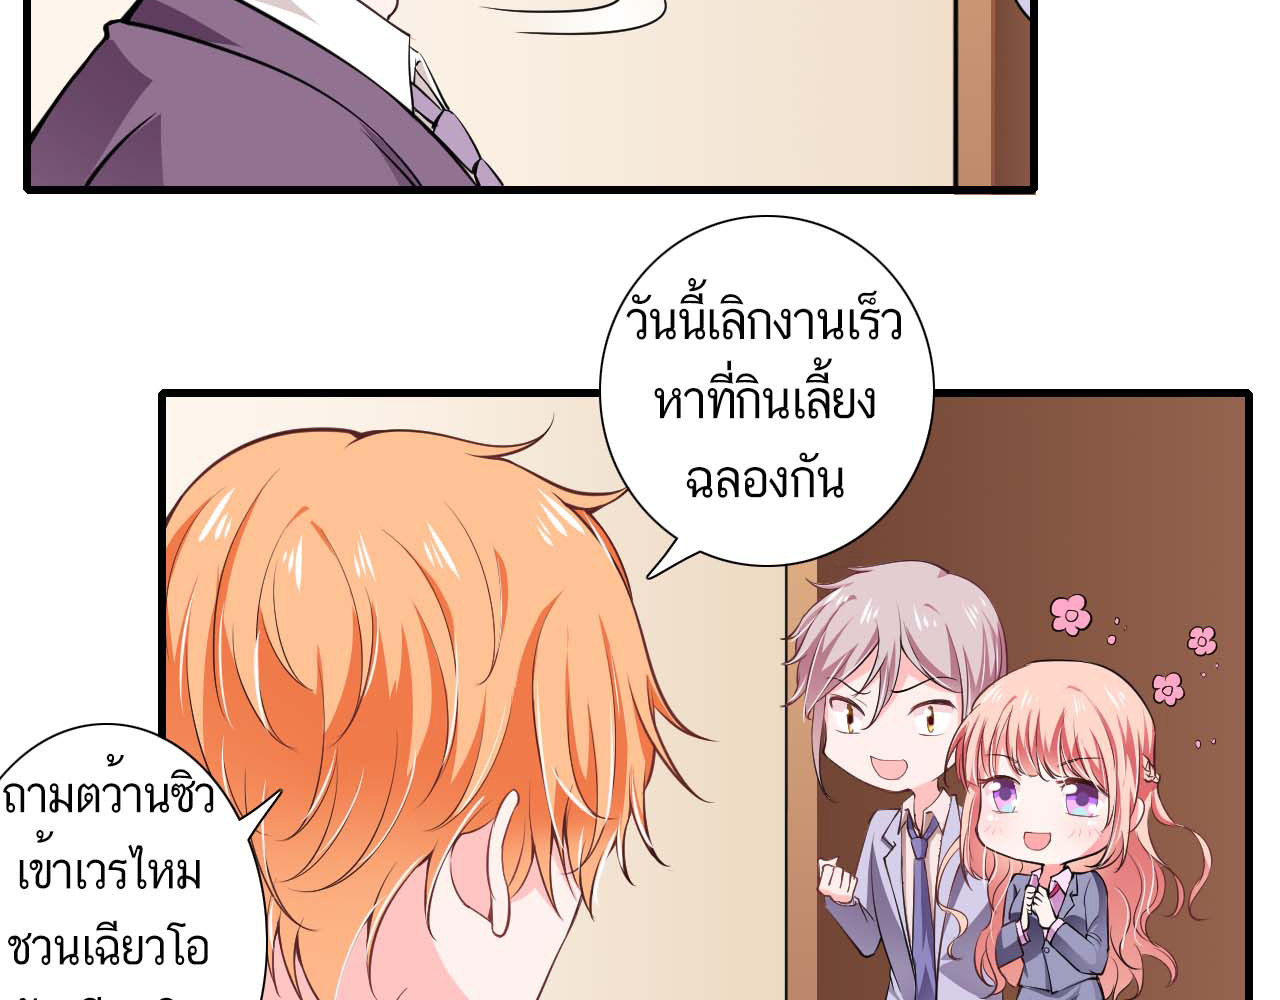 วันนี้เลิกงานเร็ว
หาที่กินเลี้ยง
ฉลองกัน
ถามตว้านซิว
เข้าเวรไหม
ชวนเฉียวโอ